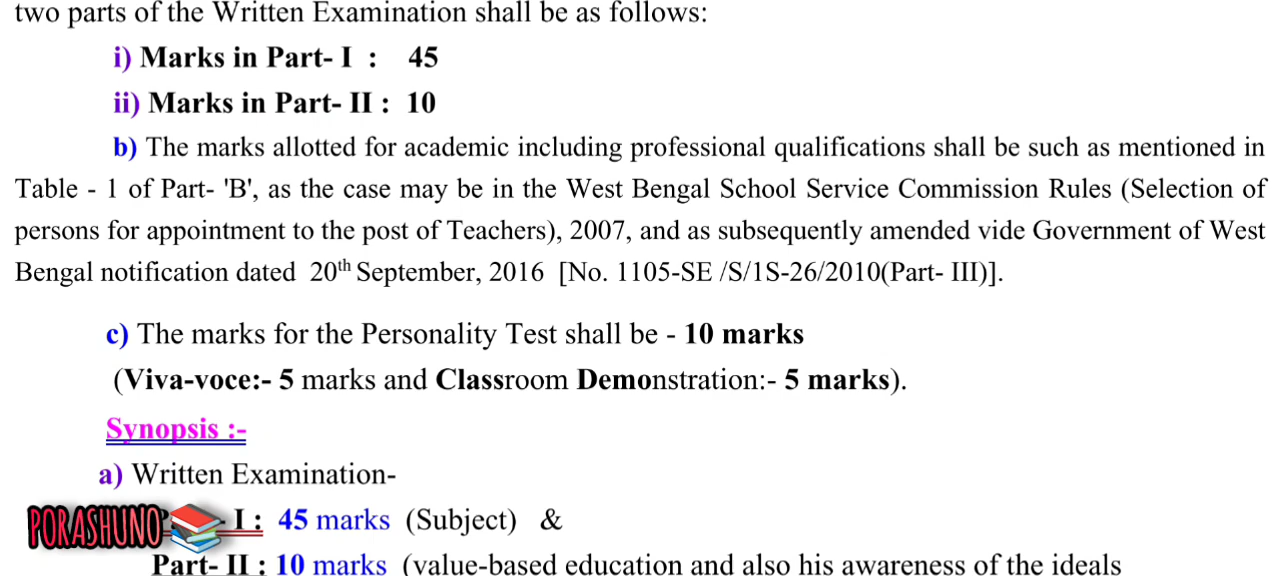 two parts of the Written Examination shall be as follows:
i) Marks in Part- I : 45
ii) Marks in Part- II : 10
b) The marks allotted for academic including professional qualifications shall be such as mentioned in
Table - 1 of Part- 'B', as the case may be in the West Bengal School Service Commission Rules (Selection of
persons for appointment to the post of Teachers), 2007, and as subsequently amended vide Government of West
Bengal notification dated 20th September, 2016 [No. 1105-SE /S/1S-26/2010(Part- III)].
c) The marks for the Personality Test shall be - 10 marks
(Viva-voce:- 5 marks and Classroom Demonstration:- 5 marks).
Synopsis :-
a) Written Examination-
PORASHUNO - I : 45 marks (Subject) &
Part- II : 10 marks (value-based education and also his awareness of the ideals